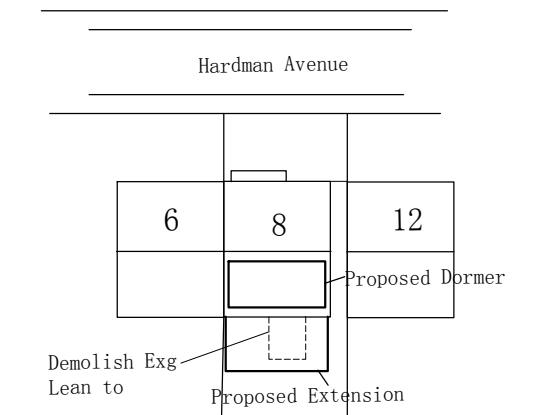 Hardman Avenue
6
8
12
Proposed Dormer
Demolish Exg
Lean to
Proposed Extension